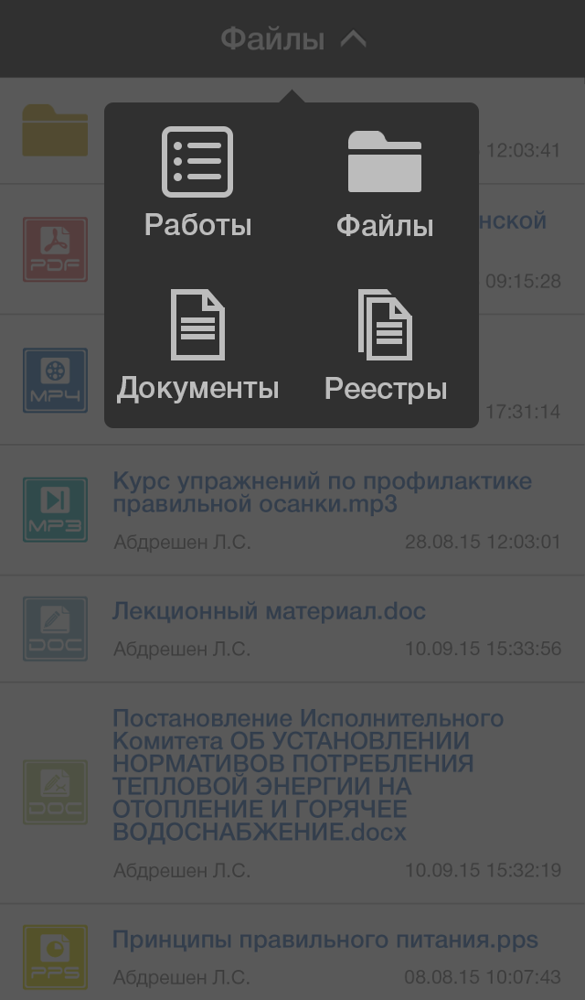 Файлы
12:03:41
Работы
Файлы
нской
PDF
09:15:28
MP4
Документы
Реестры
17:31:14
Курс упражнений по профилактике
правильной осанки.mp3
MP3
Абдрешен Л.С. 28.08.15 12:03:01
Лекционный материал.doc
DOC
Абдрешен Л.С. 10.09.15 15:33:56
Постановление Исполнительного
Комитета ОБ УСТАНОВЛЕНИИ
НОРМАТИВОВ ПОТРЕБЛЕНИЯ
ТЕПЛОВОЙ ЭНЕРГИИ НА
ОТОПЛЕНИЕ И ГОРЯЧЕЕ
ВОДОСНАБЖЕНИЕ.docx
DOC
Абдрешен Л.С. 10.09.15 15:32:19
Принципы правильного питания.pps
PPS
Абдрешен Л.С. 08.08.15 10:07:43